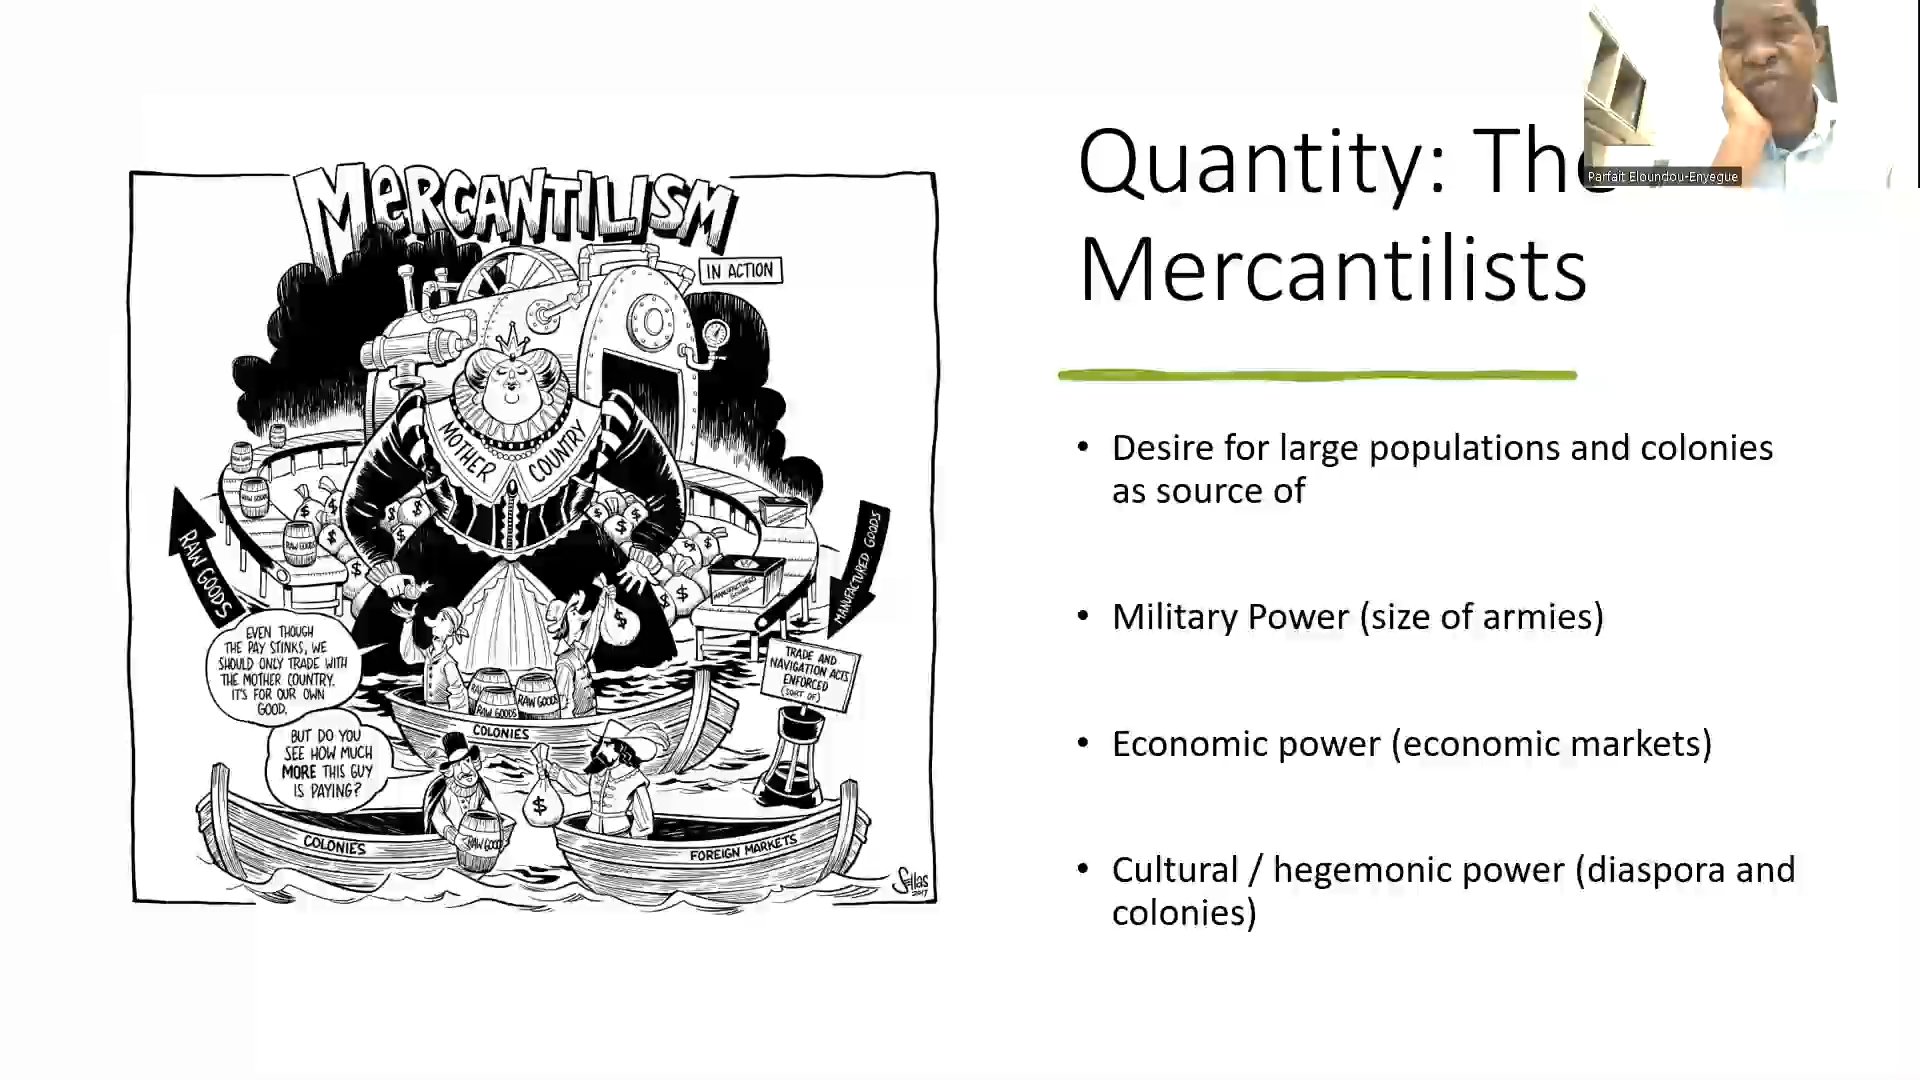 MERCANTILISM
IN ACTION
MOTHER COUNTRY
RAW GOODS
MANUFACTURED GOODS
RAW GOODS
MANUFACTURED GOODS
EVEN THOUGH
THE PAY STINKS, WE
SHOULD ONLY TRADE WITH
THE MOTHER COUNTRY.
IT'S FOR OUR OWN
GOOD.
BUT DO YOU
SEE HOW MUCH
MORE THIS GUY
IS PAYING?
TRADE AND
NAVIGATION ACTS
ENFORCED
(SORT OF)
RAW GOODS
RAW GOODS
COLONIES
COLONIES
RAW GOODS
$
FOREIGN MARKETS
Sellas
2017
Quantity: The
Mercantilists
Parfait Eloundou-Enyegue
• Desire for large populations and colonies
as source of
• Military Power (size of armies)
• Economic power (economic markets)
• Cultural / hegemonic power (diaspora and
colonies)